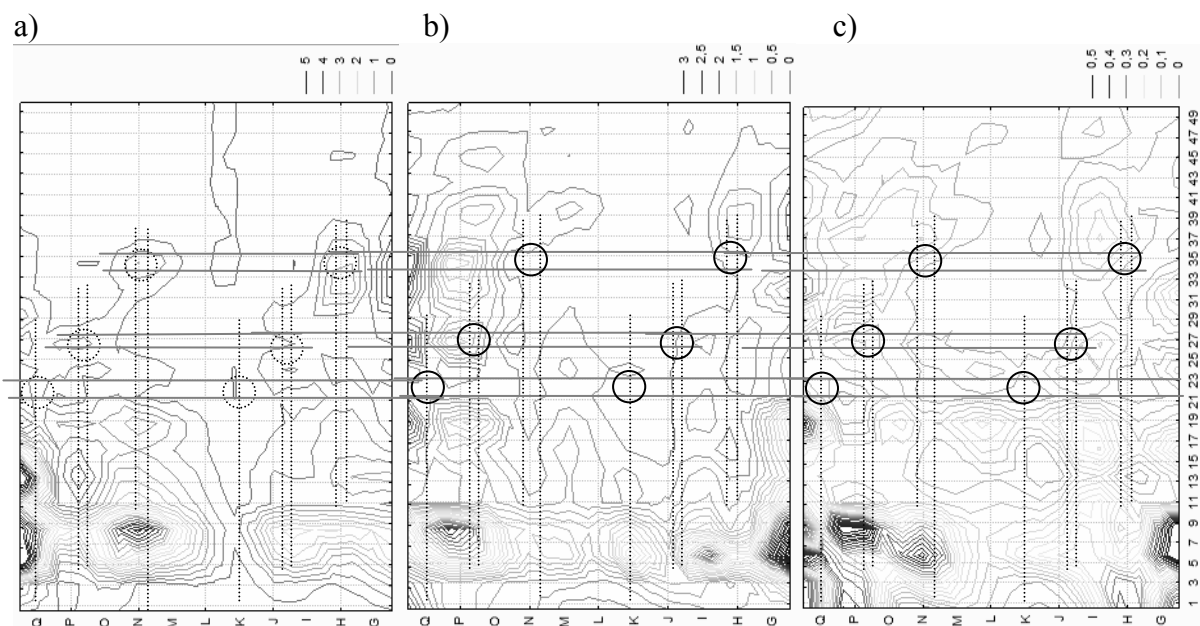 a)
b)
c)
5
4
3
2
1
0
3
2,5
2
1,5
1
0,5
0
0,5
0,4
0,3
0,2
0,1
0
49
47
45
43
41
39
37
35
33
31
29
27
25
23
21
19
17
15
13
11
9
7
5
3
1
Q
P
O
N
M
L
K
J
I
H
G
Q
P
O
N
M
L
K
J
I
H
G
Q
P
O
N
M
L
K
J
I
H
G